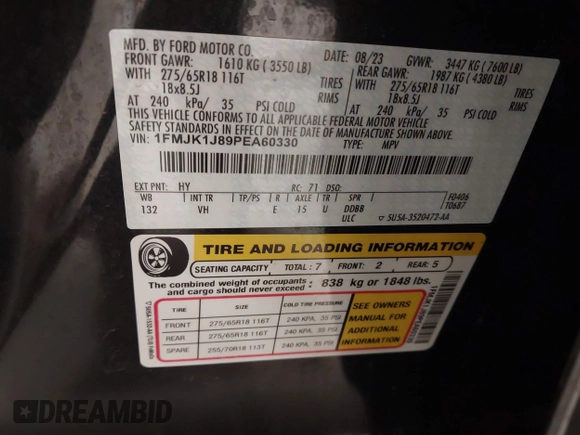 MFD. BY FORD MOTOR CO.
08/23 GVWR: 3447 KG (7600 LB)
FRONT GAWR: 1610 KG (3550 LB)
REAR GAWR: 1987 KG (4380 LB)
WITH 275/65R18 116T TIRES
WITH 275/65R18 116T TIRES
18x8.5J RIMS
18x8.5J RIMS
AT 240 kPa/ 35 PSI COLD
AT 240 kPa/ 35 PSI COLD
THIS VEHICLE CONFORMS TO ALL APPLICABLE FEDERAL MOTOR VEHICLE
SAFETY STANDARDS IN EFFECT ON THE DATE OF MANUFACTURE SHOWN ABOVE.
VIN: 1FMJK1J89PEA60330
TYPE: MPV
EXT PNT: HY RC: 71 DSO:
WB INT TR TP/PS R AXLE TR SPR F0406
132 VH E 15 U DDBB T0687
ULC ▽ 5U5A-3520472-AA
TIRE AND LOADING INFORMATION
SEATING CAPACITY TOTAL: 7 FRONT: 2 REAR: 5
The combined weight of occupants and cargo should never exceed: 838 kg or 1848 lbs.
TIRE SIZE COLD TIRE PRESSURE
FRONT 275/65R18 116T 240 KPA, 35 PSI
REAR 275/65R18 116T 240 KPA, 35 PSI
SPARE 255/70R18 113T 240 KPA, 35 PSI
SEE OWNERS
MANUAL FOR
ADDITIONAL
INFORMATION
DREAMBID